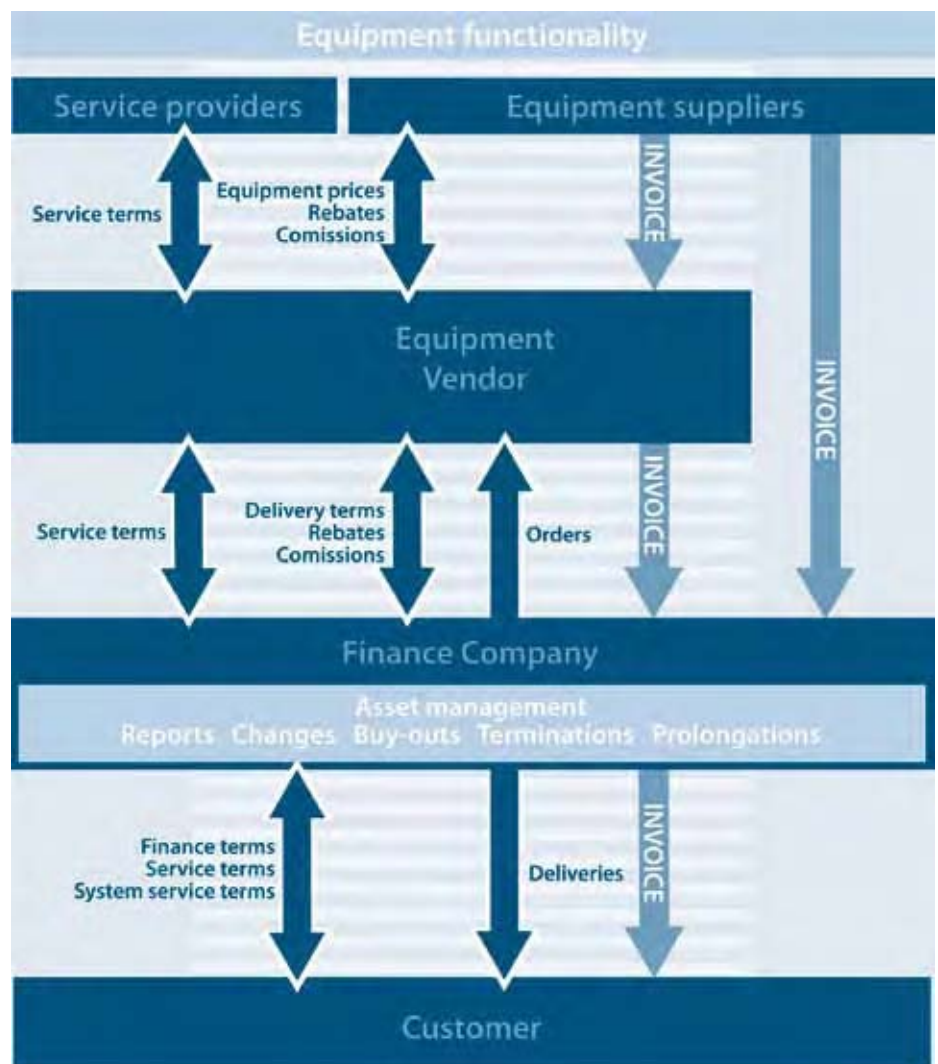 Equipment functionality
Service providers
Equipment suppliers
Service terms
Equipment prices
Rebates
Comissions
INVOICE
INVOICE
Equipment
Vendor
Service terms
Delivery terms
Rebates
Comissions
Orders
INVOICE
Finance Company
Asset management
Reports Changes Buy-outs Terminations Prolongations
Finance terms
Service terms
System service terms
Deliveries
INVOICE
Customer